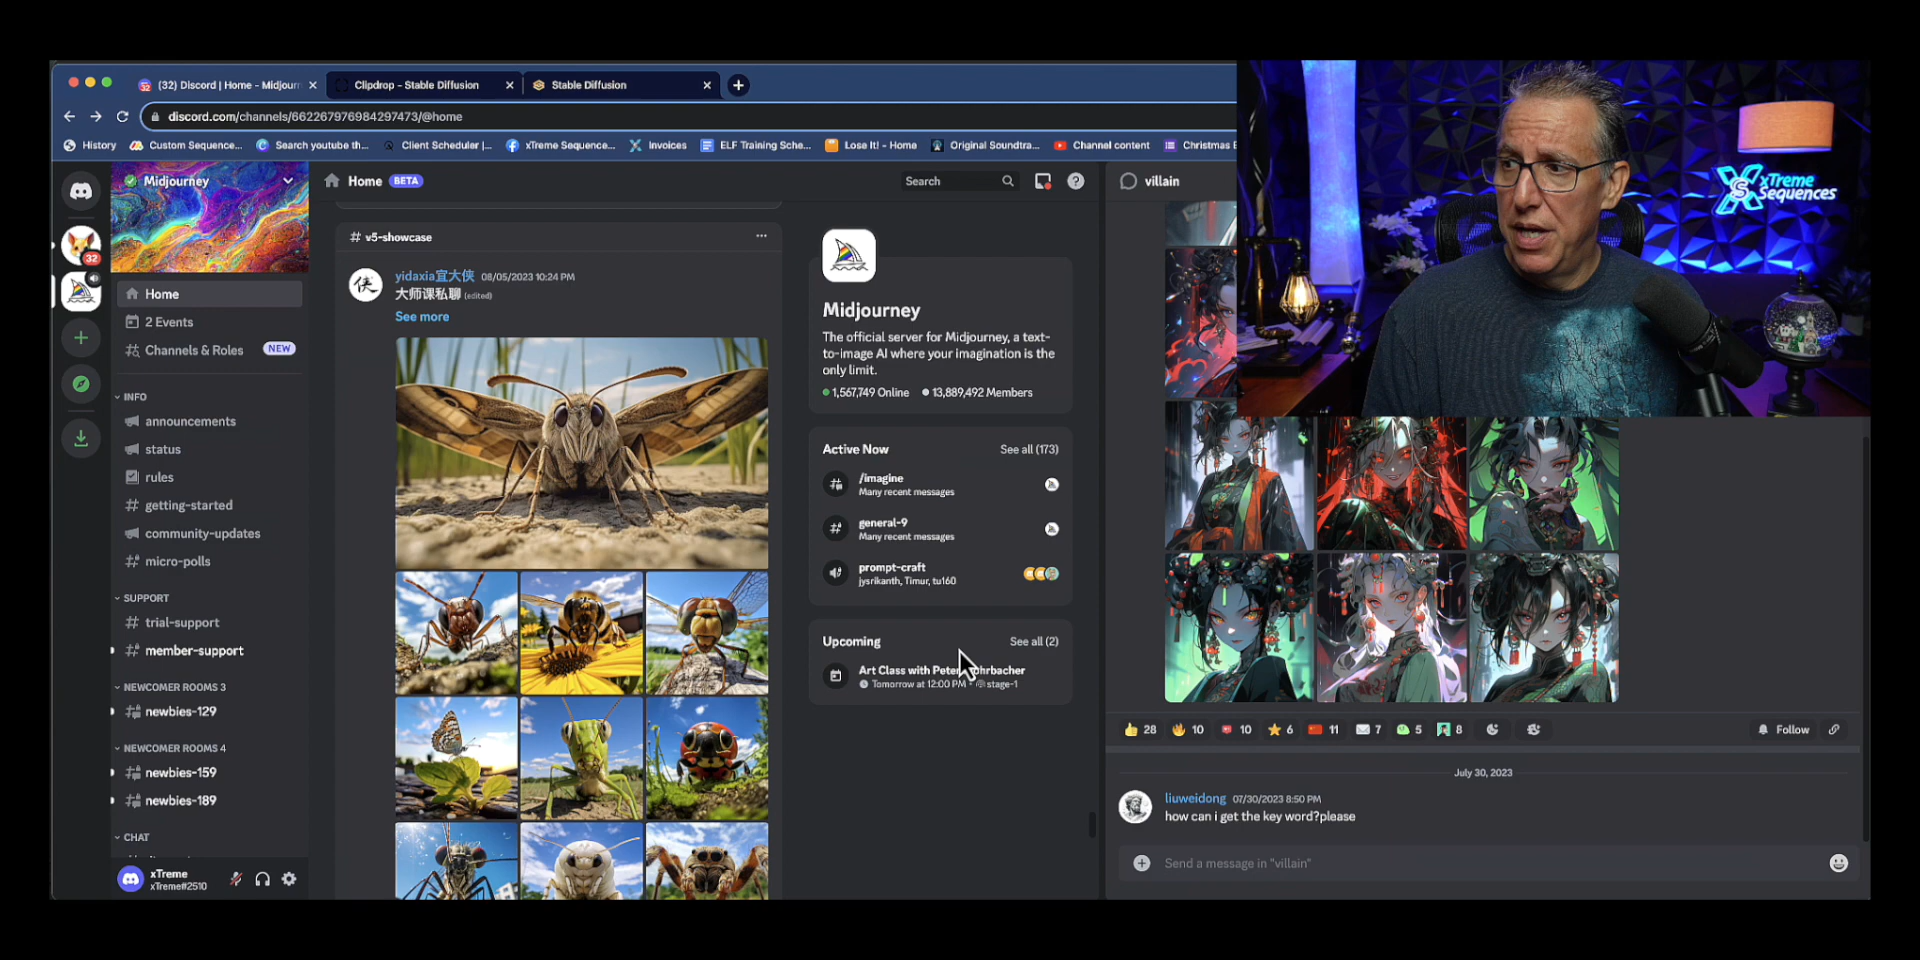 (32) Discord | Home - Midjourn
Clipdrop - Stable Diffusion
Stable Diffusion
discord.com/channels/662267976984297473/@home
History
Custom Sequence...
Search youtube th...
Client Scheduler |...
xTreme Sequence...
Invoices
ELF Training Sche...
Lose It! - Home
Original Soundtra...
Channel content
Christmas E
Midjourney
Home BETA
Search
villain
xTreme
Sequences
32
Home
2 Events
Channels & Roles NEW
INFO
announcements
status
rules
getting-started
community-updates
micro-polls
SUPPORT
trial-support
member-support
NEWCOMER ROOMS 3
newbies-129
NEWCOMER ROOMS 4
newbies-159
newbies-189
CHAT
xTreme
xTreme#2510
# v5-showcase
侠
yidaxia宜大侠 08/05/2023 10:24 PM
大师课私聊 (edited)
See more
Midjourney
The official server for Midjourney, a text-
to-image AI where your imagination is the
only limit.
1,567,749 Online 13,889,492 Members
Active Now See all (173)
/imagine
Many recent messages
general-9
Many recent messages
prompt-craft
jysrikanth, Timur, tu160
Upcoming See all (2)
Art Class with Peter hrbacher
Tomorrow at 12:00 PM • stage-1
28 10 10 6 11 7 5 8
Follow
July 30, 2023
liuweidong 07/30/2023 8:50 PM
how can i get the key word?please
Send a message in "villain"